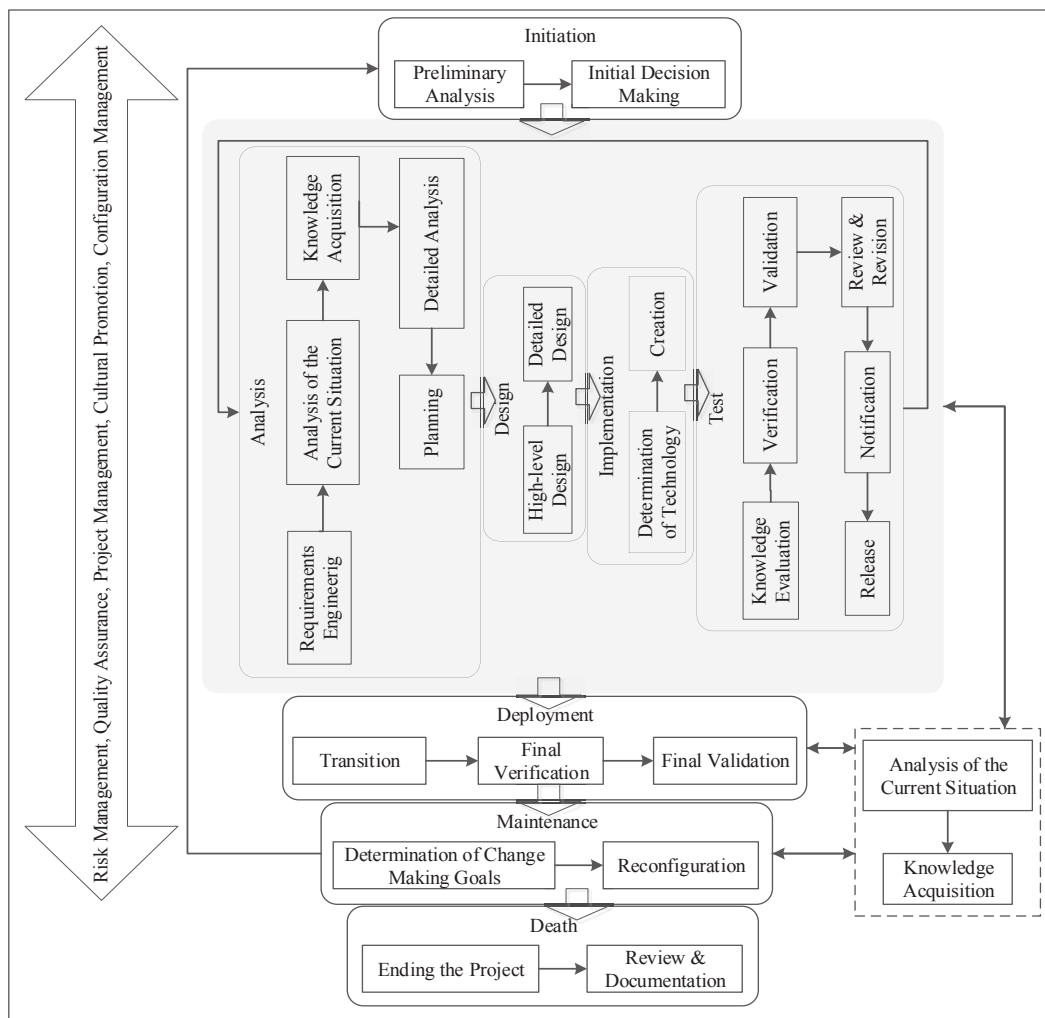 Risk Management, Quality Assurance, Project Management, Cultural Promotion, Configuration Management
Initiation
Preliminary
Analysis
Initial Decision
Making
Analysis
Requirements
Engineerig
Analysis of the
Current Situation
Knowledge
Acquisition
Detailed Analysis
Planning
Design
High-level
Design
Detailed
Design
Implementation
Determination
of Technology
Creation
Test
Knowledge
Evaluation
Verification
Validation
Review &
Revision
Notification
Release
Deployment
Transition
Final
Verification
Final Validation
Analysis of the
Current Situation
Knowledge
Acquisition
Maintenance
Determination of Change
Making Goals
Reconfiguration
Death
Ending the Project
Review &
Documentation